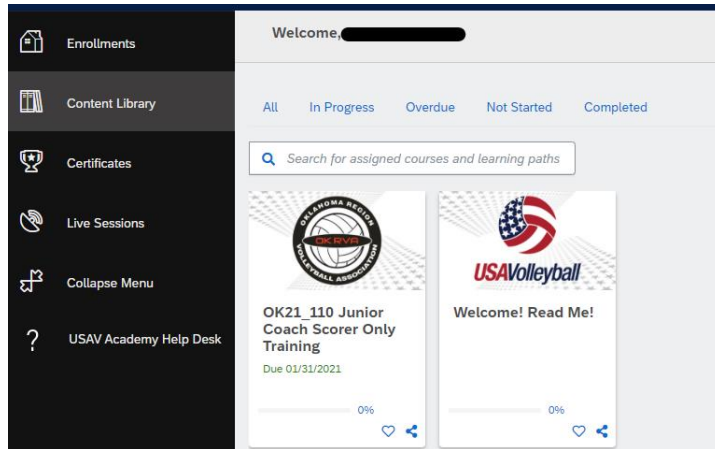 Enrollments
Content Library
Certificates
Live Sessions
Collapse Menu
? USAV Academy Help Desk
Welcome,
All In Progress Overdue Not Started Completed
Search for assigned courses and learning paths
OKLAHOMA REGION
OKRVA
VOLLEYBALL ASSOCIATION
OK21_110 Junior
Coach Scorer Only
Training
Due 01/31/2021
0%
USAVolleyball
Welcome! Read Me!
0%